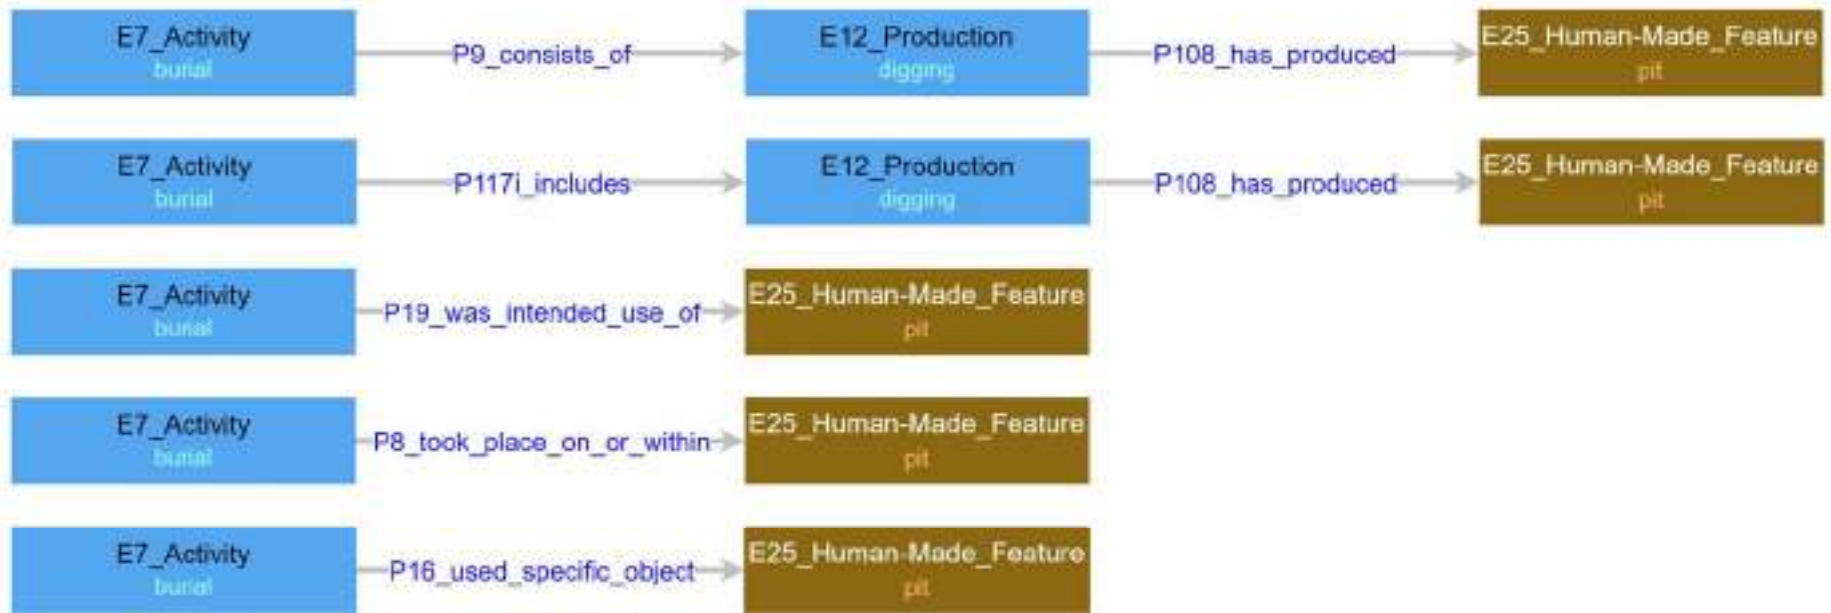 E7_Activity P9_consists_of E12_Production P108_has_produced E25_Human-Made_Feature
burial digging pit
E7_Activity P117i_includes E12_Production P108_has_produced E25_Human-Made_Feature
burial digging pit
E7_Activity P19_was_intended_use_of E25_Human-Made_Feature
burial pit
E7_Activity P8_took_place_on_or_within E25_Human-Made_Feature
burial pit
E7_Activity P16_used_specific_object E25_Human-Made_Feature
burial pit